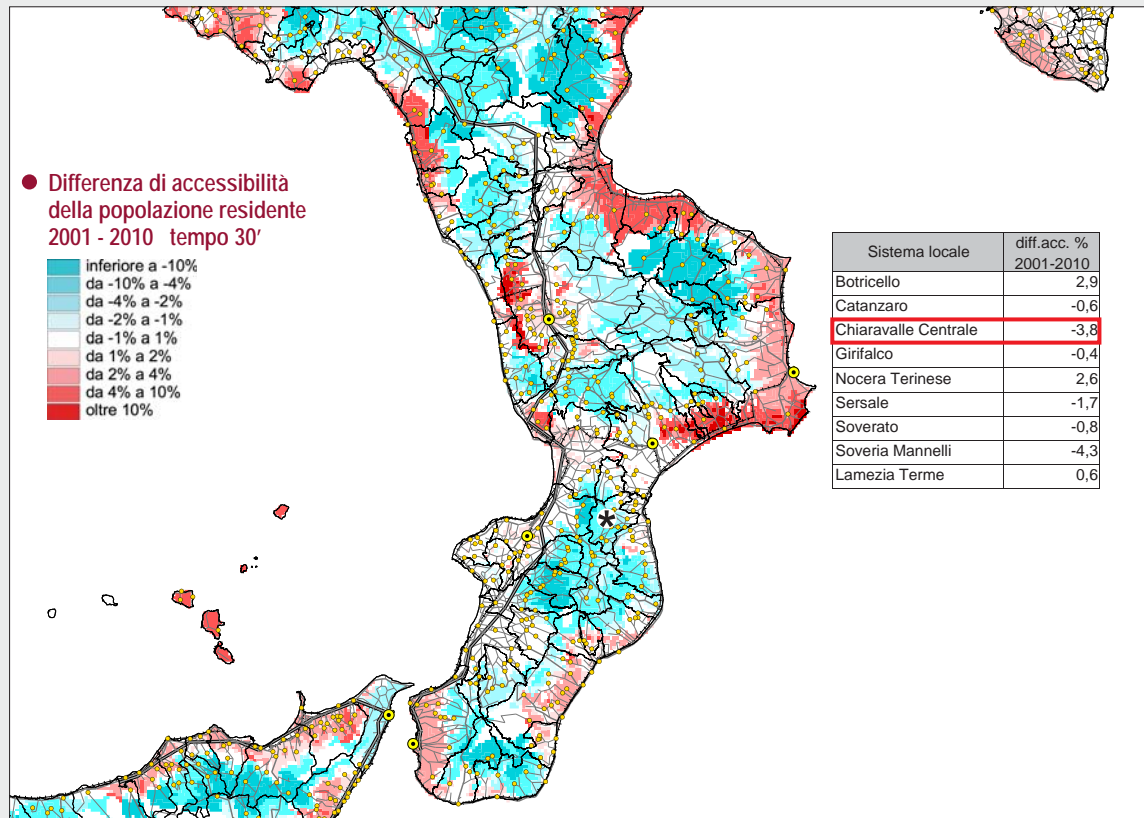 ● Differenza di accessibilità
della popolazione residente
2001 - 2010 tempo 30'
inferiore a -10%
da -10% a -4%
da -4% a -2%
da -2% a -1%
da -1% a 1%
da 1% a 2%
da 2% a 4%
da 4% a 10%
oltre 10%
Sistema locale diff.acc. % 2001-2010
Botricello 2,9
Catanzaro -0,6
Chiaravalle Centrale -3,8
Girifalco -0,4
Nocera Terinese 2,6
Sersale -1,7
Soverato -0,8
Soveria Mannelli -4,3
Lamezia Terme 0,6
*